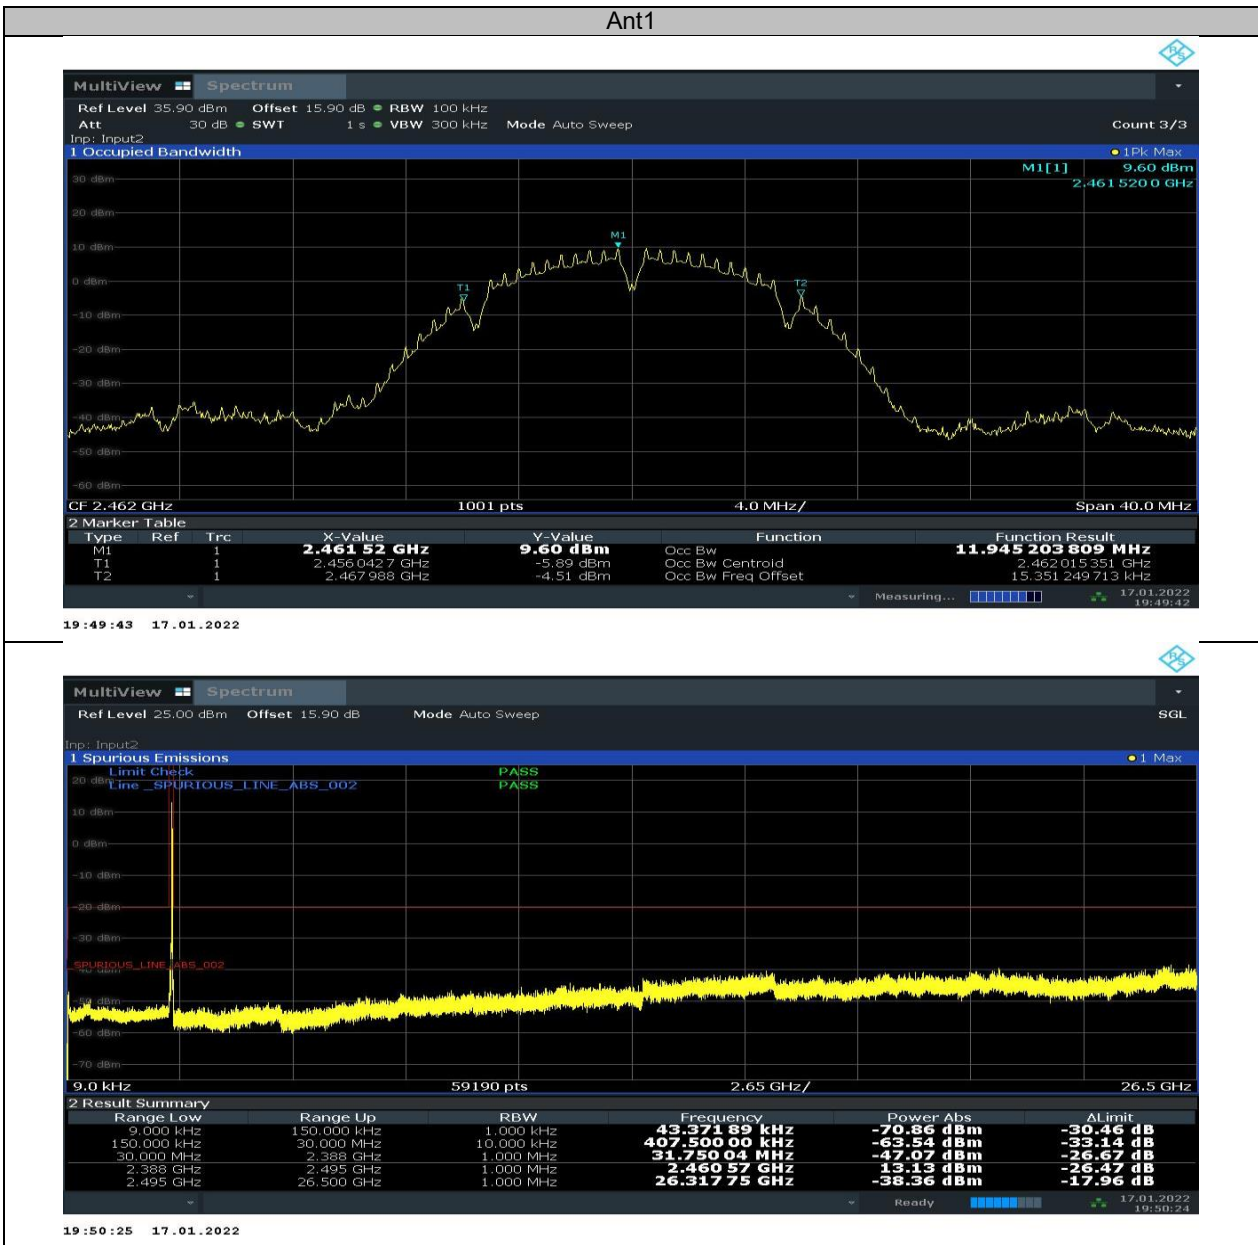 Ant1
R&S
MultiView Spectrum
Ref Level 35.90 dBm Offset 15.90 dB RBW 100 kHz
Att 30 dB SWT 1 s VBW 300 kHz Mode Auto Sweep Count 3/3
Inp: Input2
1 Occupied Bandwidth 1Pk Max
M1[1] 9.60 dBm
2.461 520 0 GHz
30 dBm
20 dBm
M1
10 dBm
0 dBm
T1 T2
-10 dBm
-20 dBm
-30 dBm
-40 dBm
-50 dBm
-60 dBm
CF 2.462 GHz 1001 pts 4.0 MHz/ Span 40.0 MHz
2 Marker Table
Type Ref Trc X-Value Y-Value Function Function Result
M1 1 2.461 52 GHz 9.60 dBm Occ Bw 11.945 203 809 MHz
T1 1 2.456 042 7 GHz -5.89 dBm Occ Bw Centroid 2.462 015 351 GHz
T2 1 2.467 988 GHz -4.51 dBm Occ Bw Freq Offset 15.351 249 713 kHz
Measuring... 17.01.2022
19:49:42
19:49:43 17.01.2022
R&S
MultiView Spectrum
Ref Level 25.00 dBm Offset 15.90 dB Mode Auto Sweep SGL
Inp: Input2
1 Spurious Emissions 1 Max
Limit Check PASS
20 dBm
Line _SPURIOUS_LINE_ABS_002 PASS
10 dBm
0 dBm
-10 dBm
-20 dBm
-30 dBm
_SPURIOUS_LINE_ABS_002
-40 dBm
-50 dBm
-60 dBm
-70 dBm
9.0 kHz 59190 pts 2.65 GHz/ 26.5 GHz
2 Result Summary
Range Low Range Up RBW Frequency Power Abs ΔLimit
9.000 kHz 150.000 kHz 1.000 kHz 43.371 89 kHz -70.86 dBm -30.46 dB
150.000 kHz 30.000 MHz 10.000 kHz 407.500 00 kHz -63.54 dBm -33.14 dB
30.000 MHz 2.388 GHz 1.000 MHz 31.750 04 MHz -47.07 dBm -26.67 dB
2.388 GHz 2.495 GHz 1.000 MHz 2.460 57 GHz 13.13 dBm -26.47 dB
2.495 GHz 26.500 GHz 1.000 MHz 26.317 75 GHz -38.36 dBm -17.96 dB
Ready 17.01.2022
19:50:24
19:50:25 17.01.2022